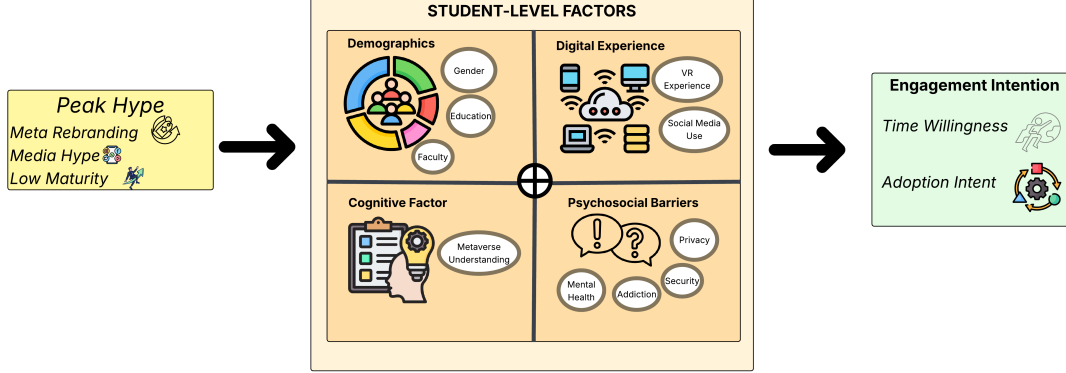 STUDENT-LEVEL FACTORS
Peak Hype
Meta Rebranding
Media Hype
Low Maturity
Demographics
Gender
Education
Faculty
Digital Experience
VR
Experience
Social Media
Use
Cognitive Factor
Metaverse
Understanding
Psychosocial Barriers
Privacy
Security
Mental
Health
Addiction
Engagement Intention
Time Willingness
Adoption Intent